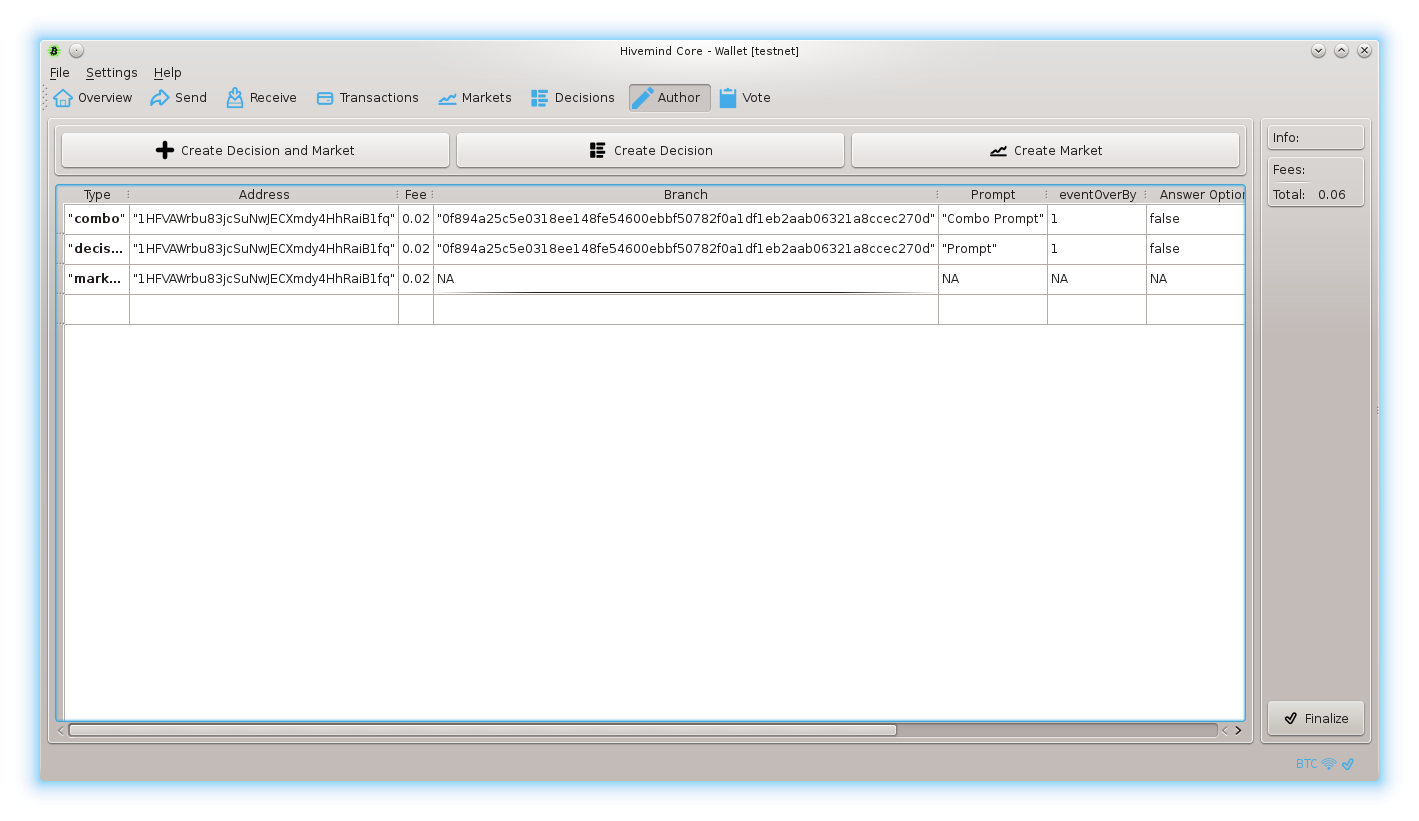 Hivemind Core - Wallet [testnet]
File Settings Help
Overview Send Receive Transactions Markets Decisions Author Vote
Create Decision and Market Create Decision Create Market
Info:
Fees:
Total: 0.06
Type Address Fee Branch Prompt eventOverBy Answer Option
"combo" "1HFVAWrbu83jcSuNwJECXmdy4HhRaiB1fq" 0.02 "0f894a25c5e0318ee148fe54600ebbf50782f0a1df1eb2aab06321a8ccec270d" "Combo Prompt" 1 false
"decis... "1HFVAWrbu83jcSuNwJECXmdy4HhRaiB1fq" 0.02 "0f894a25c5e0318ee148fe54600ebbf50782f0a1df1eb2aab06321a8ccec270d" "Prompt" 1 false
"mark... "1HFVAWrbu83jcSuNwJECXmdy4HhRaiB1fq" 0.02 NA NA NA NA
Finalize
BTC